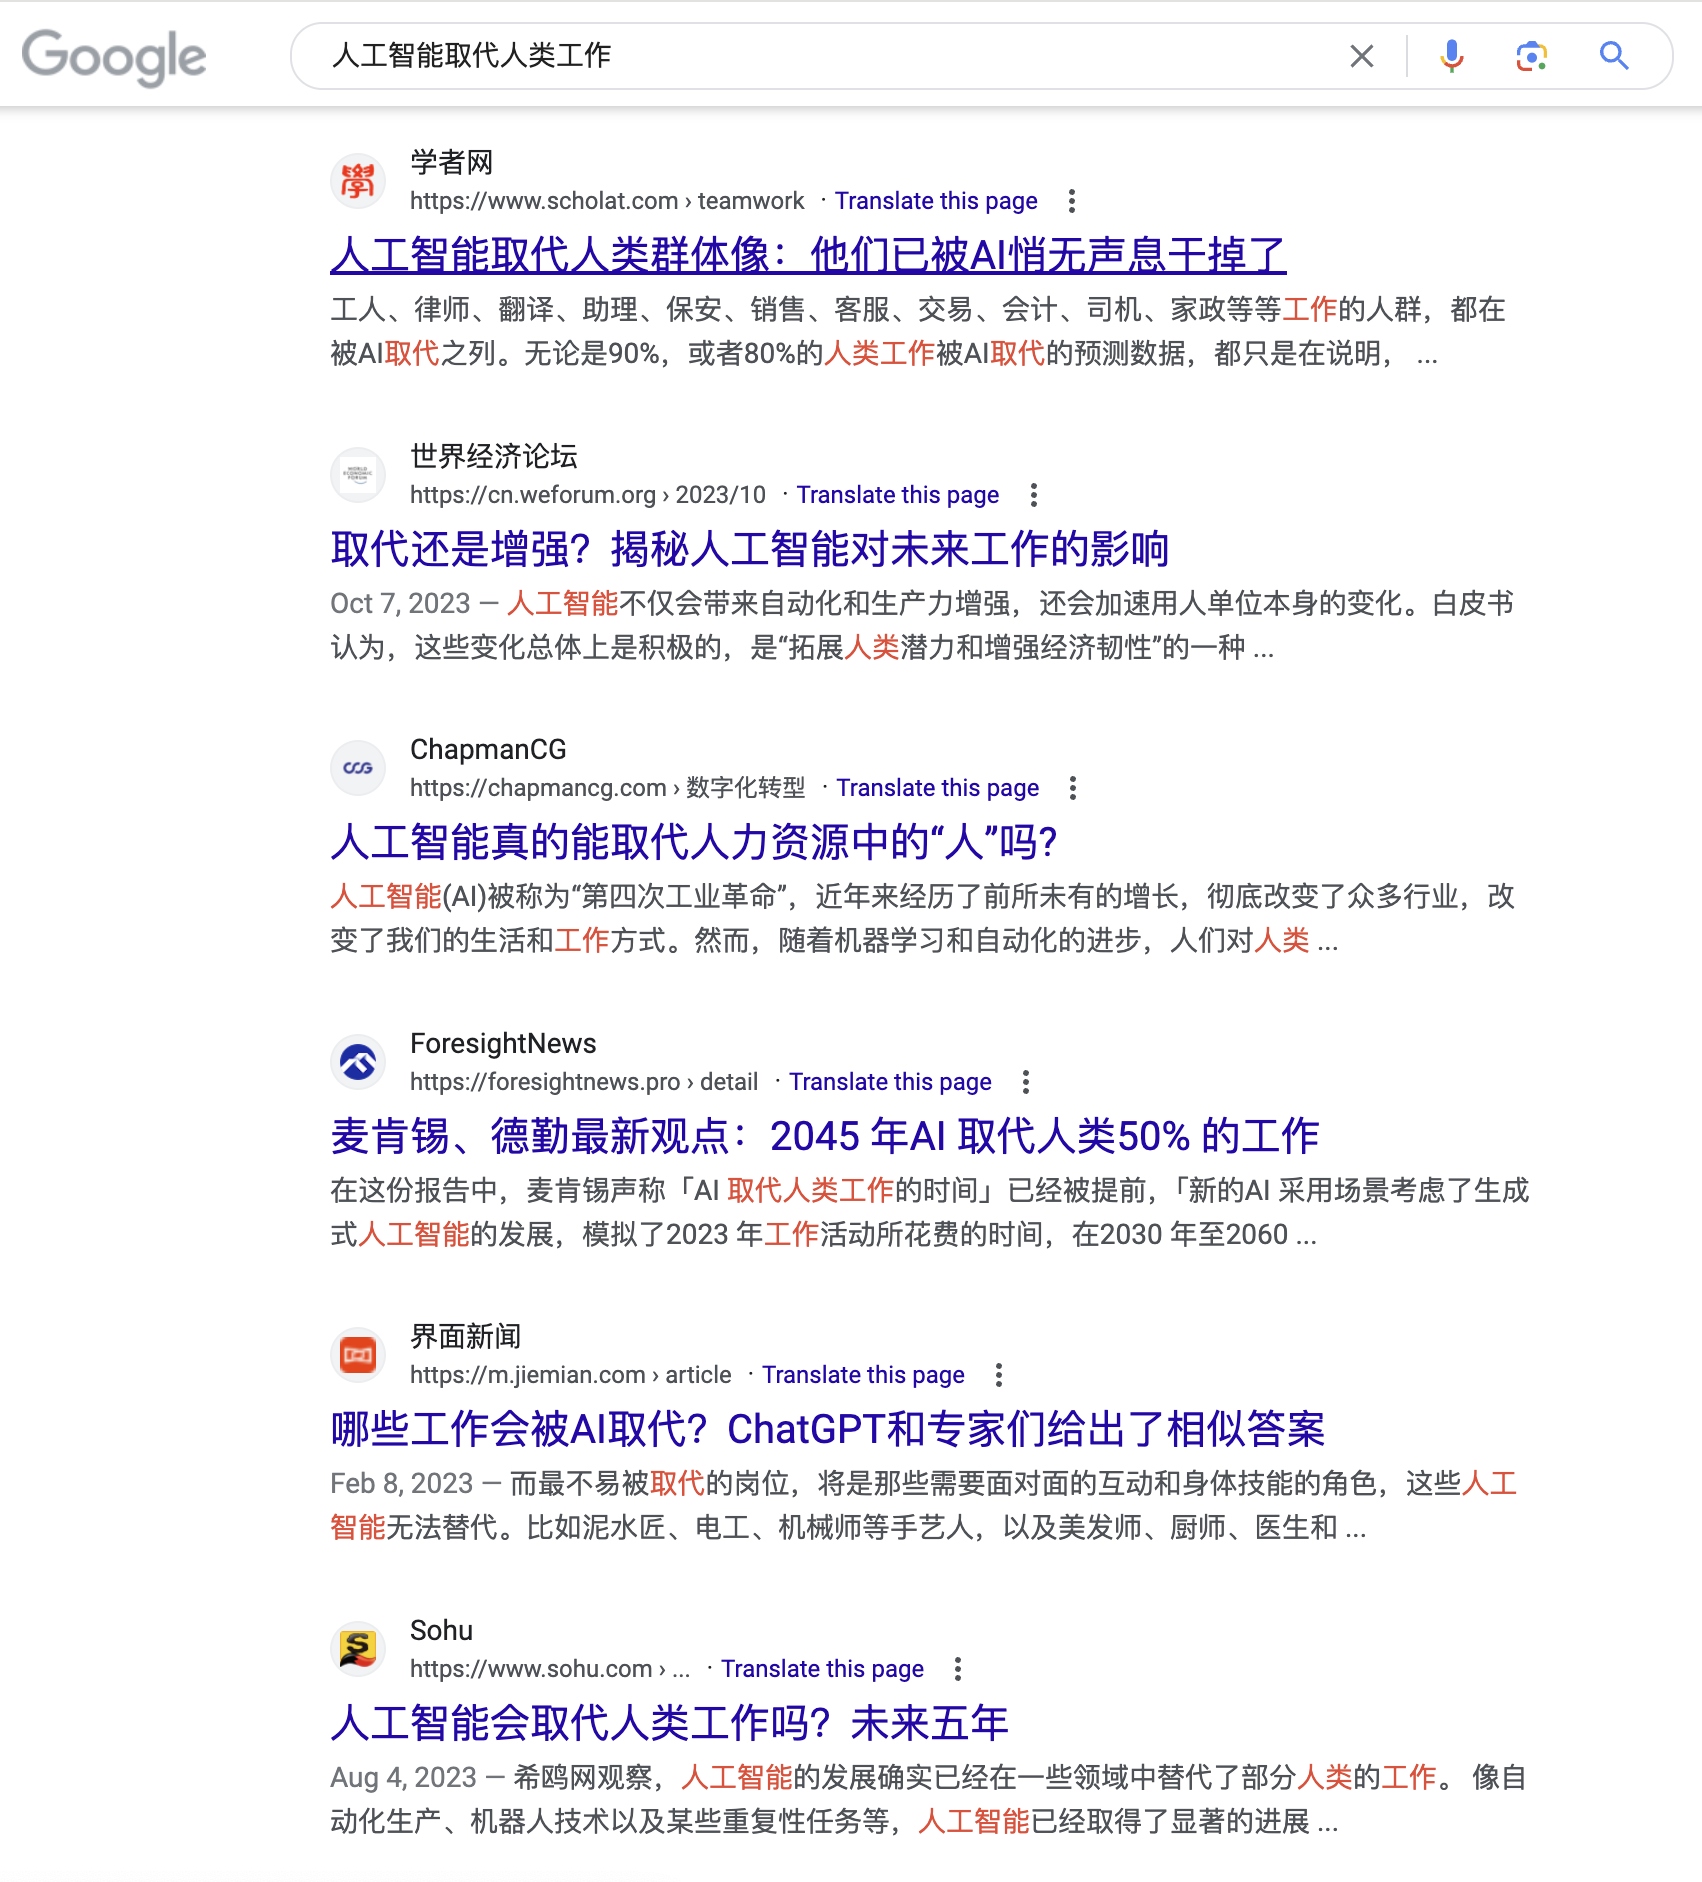 Google
人工智能取代人类工作
学者网
https://www.scholat.com › teamwork · Translate this page
人工智能取代人类群体像：他们已被AI悄无声息干掉了
工人、律师、翻译、助理、保安、销售、客服、交易、会计、司机、家政等等工作的人群，都在
被AI取代之列。无论是90%，或者80%的人类工作被AI取代的预测数据，都只是在说明， ...
WORLD
ECONOMIC
FORUM
世界经济论坛
https://cn.weforum.org › 2023/10 · Translate this page
取代还是增强？揭秘人工智能对未来工作的影响
Oct 7, 2023 — 人工智能不仅会带来自动化和生产力增强，还会加速用人单位本身的变化。白皮书
认为，这些变化总体上是积极的，是“拓展人类潜力和增强经济韧性”的一种 ...
ChapmanCG
https://chapmancg.com › 数字化转型 · Translate this page
人工智能真的能取代人力资源中的“人”吗?
人工智能(AI)被称为“第四次工业革命”，近年来经历了前所未有的增长，彻底改变了众多行业，改
变了我们的生活和工作方式。然而，随着机器学习和自动化的进步，人们对人类 ...
ForesightNews
https://foresightnews.pro › detail · Translate this page
麦肯锡、德勤最新观点：2045 年AI 取代人类50% 的工作
在这份报告中，麦肯锡声称「AI 取代人类工作的时间」已经被提前，「新的AI 采用场景考虑了生成
式人工智能的发展，模拟了2023 年工作活动所花费的时间，在2030 年至2060 ...
界面新闻
https://m.jiemian.com › article · Translate this page
哪些工作会被AI取代？ChatGPT和专家们给出了相似答案
Feb 8, 2023 — 而最不易被取代的岗位，将是那些需要面对面的互动和身体技能的角色，这些人工
智能无法替代。比如泥水匠、电工、机械师等手艺人，以及美发师、厨师、医生和 ...
Sohu
https://www.sohu.com › ... · Translate this page
人工智能会取代人类工作吗？未来五年
Aug 4, 2023 — 希鸥网观察，人工智能的发展确实已经在一些领域中替代了部分人类的工作。 像自
动化生产、机器人技术以及某些重复性任务等，人工智能已经取得了显著的进展 ...